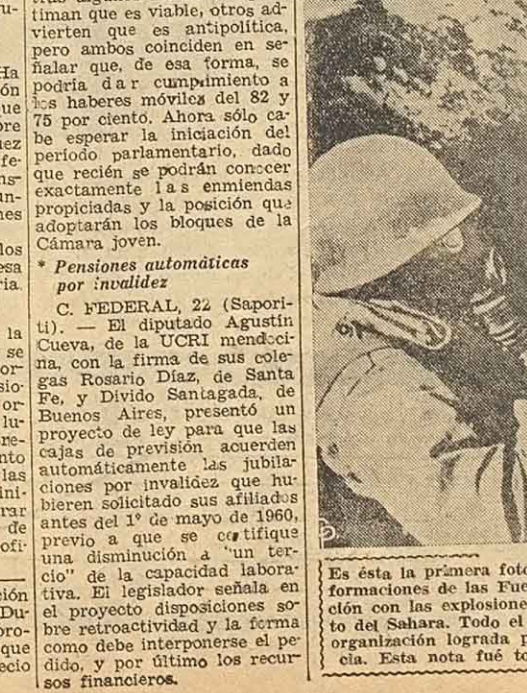 timan que es viable, otros ad-
vierten que es antipolítica,
pero ambos coinciden en se-
ñalar que, de esa forma, se
podría dar cumplimiento a
los haberes móviles del 82 y
75 por ciento. Ahora sólo ca-
be esperar la iniciación del
período parlamentario, dado
que recién se podrán conocer
exactamente las enmiendas
propiciadas y la posición que
adoptarán los bloques de la
Cámara joven.
* Pensiones automáticas
por invalidez
C. FEDERAL, 22 (Sapori-
ti). — El diputado Agustín
Cueva, de la UCRI mendoci-
na, con la firma de sus cole-
gas Rosario Díaz, de Santa
Fe, y Divido Santagada, de
Buenos Aires, presentó un
proyecto de ley para que las
cajas de previsión acuerden
automáticamente las jubila-
ciones por invalidez que hu-
bieren solicitado sus afiliados
antes del 1º de mayo de 1960,
previo a que se certifique
una disminución a "un ter-
cio" de la capacidad labora-
tiva. El legislador señala en
el proyecto disposiciones so-
bre retroactividad y la forma
como debe interponerse el pe-
dido, y por último los recur-
sos financieros.
Es ésta la primera foto
formaciones de las Fue
ción con las explosione
to del Sahara. Todo el
organización lograda p
cia. Esta nota fué to